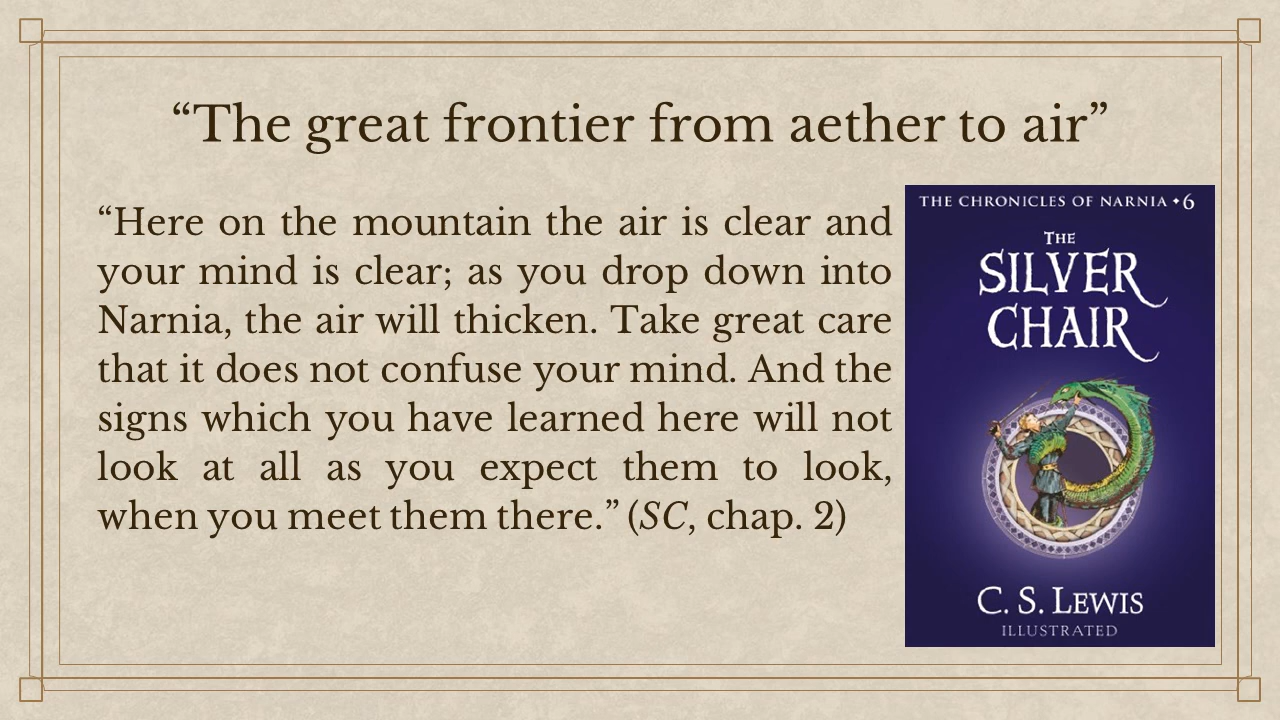 “The great frontier from aether to air”
“Here on the mountain the air is clear and
your mind is clear; as you drop down into
Narnia, the air will thicken. Take great care
that it does not confuse your mind. And the
signs which you have learned here will not
look at all as you expect them to look,
when you meet them there.” (SC, chap. 2)
THE CHRONICLES OF NARNIA • 6
THE
SILVER
CHAIR
C. S. LEWIS
ILLUSTRATED